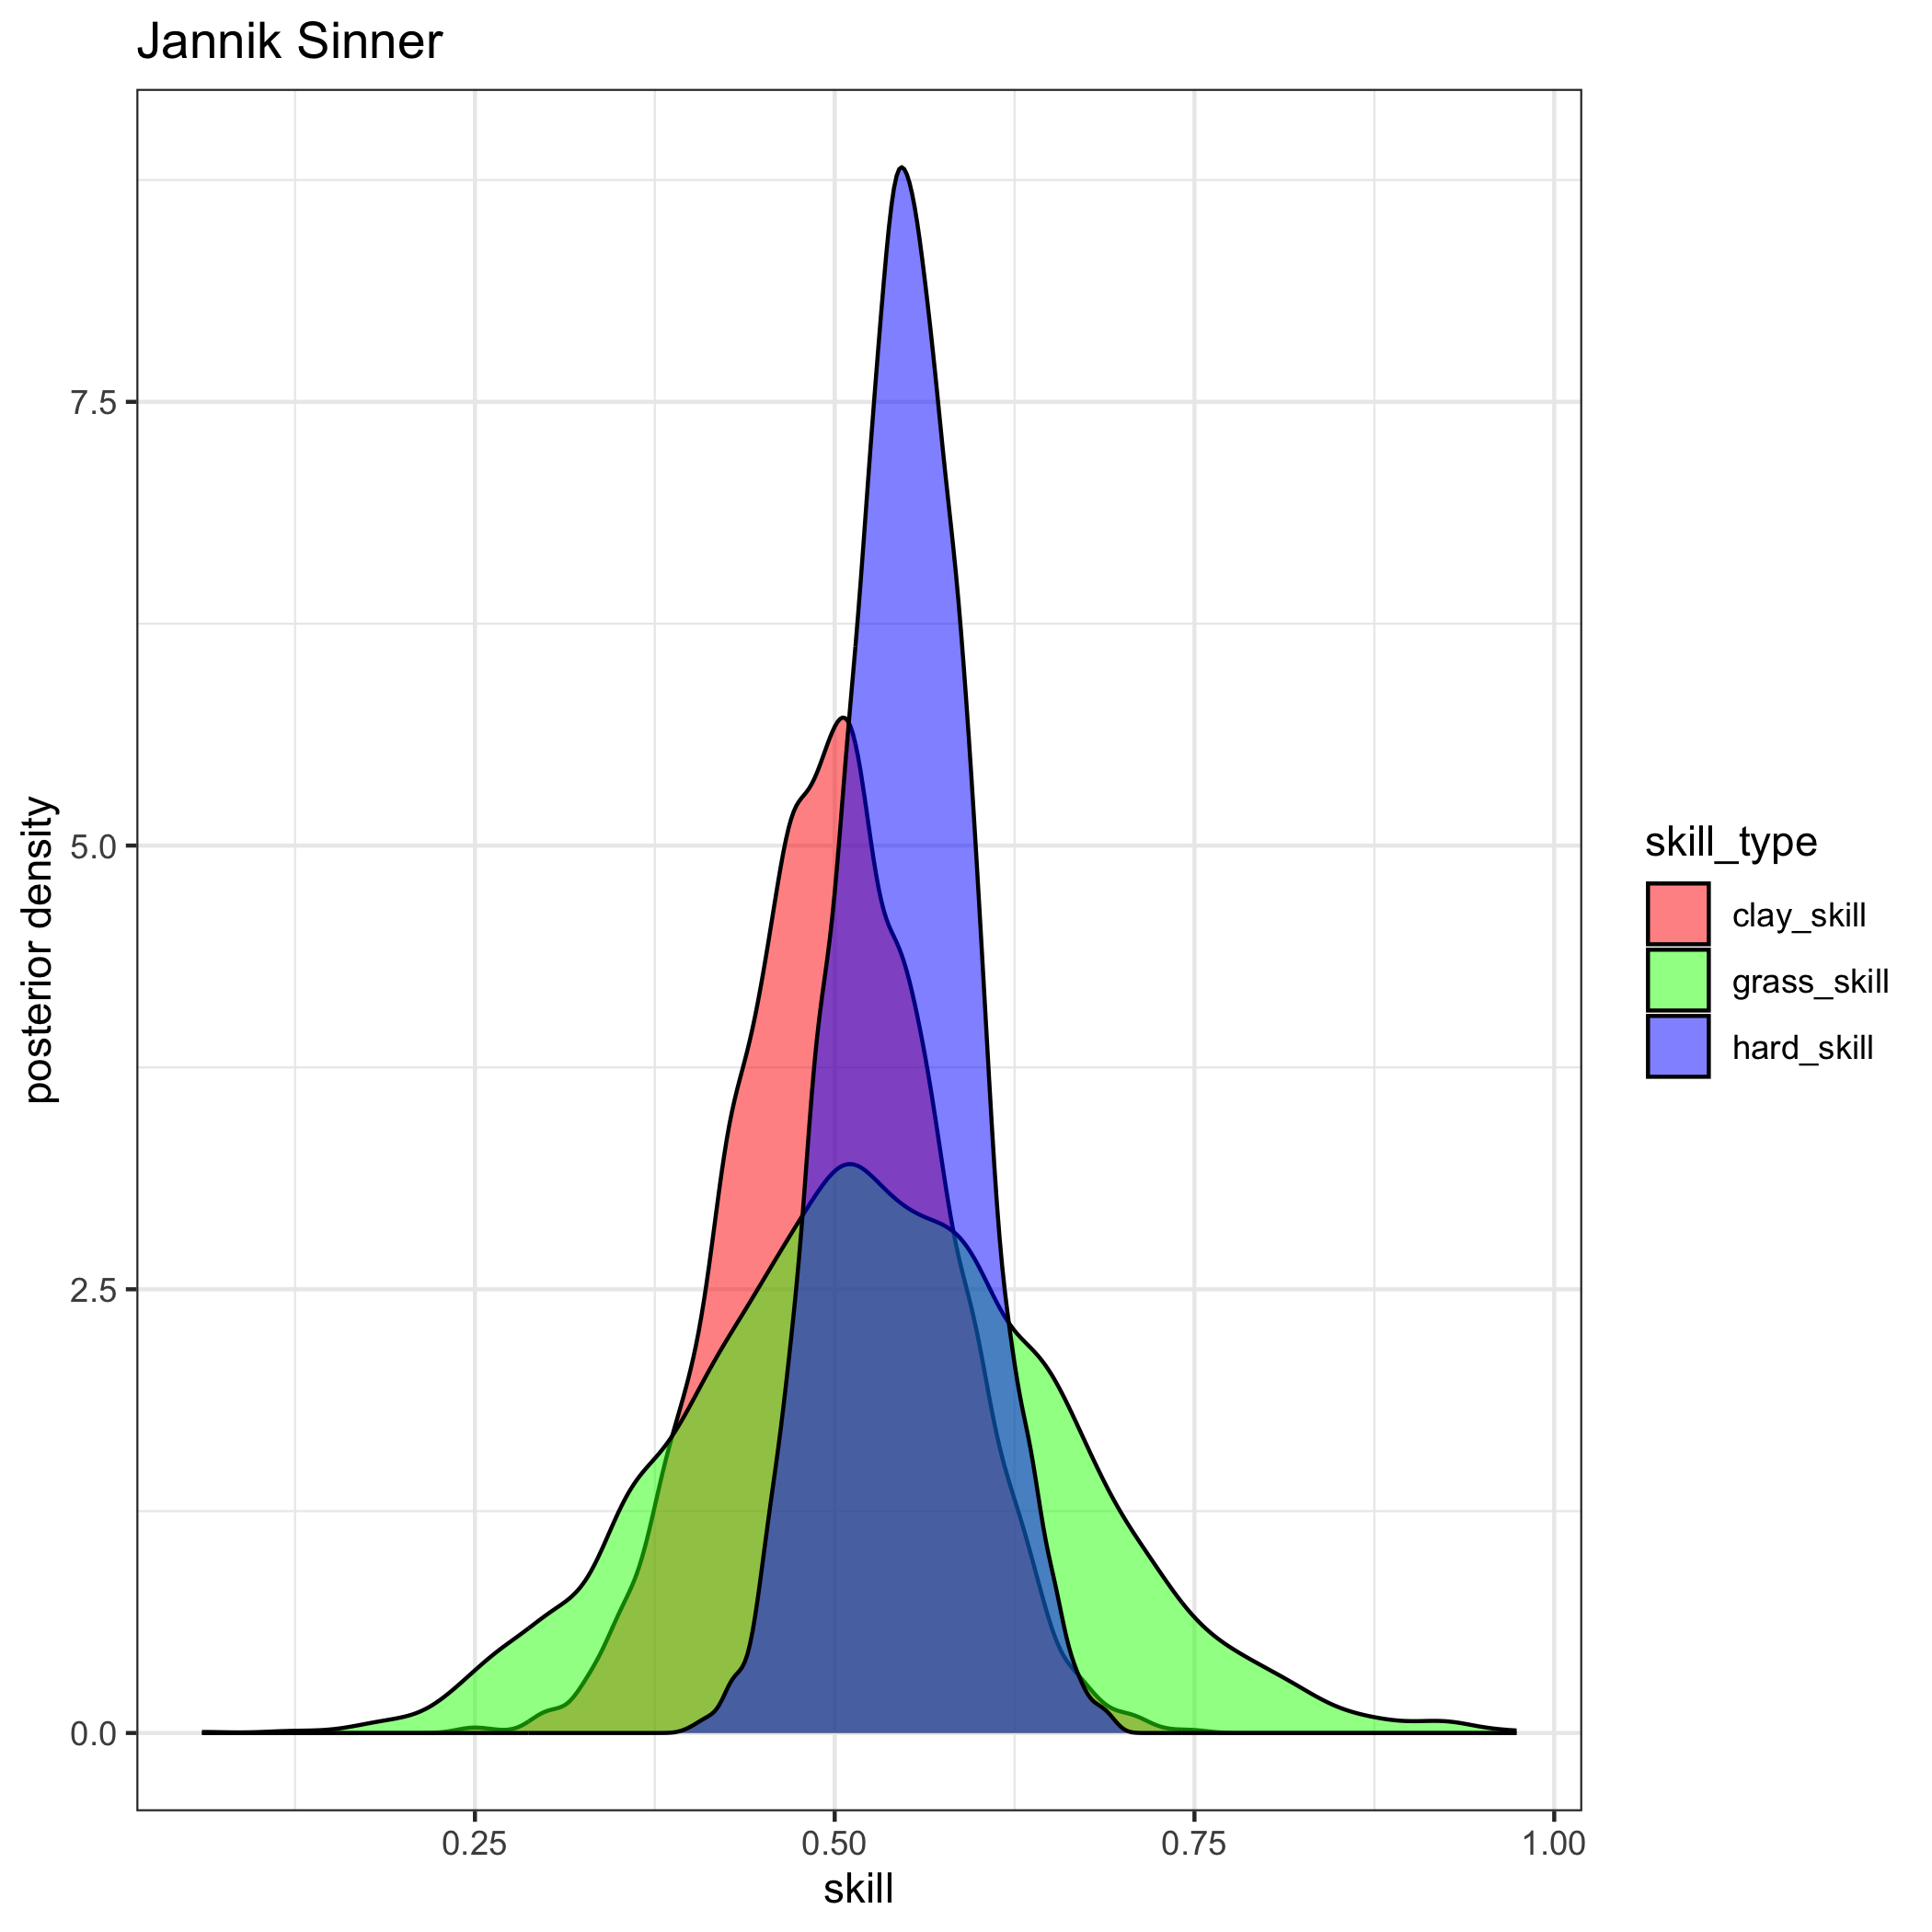 Jannik Sinner
7.5
5.0
2.5
0.0
posterior density
0.25
0.50
0.75
1.00
skill
skill_type
clay_skill
grass_skill
hard_skill